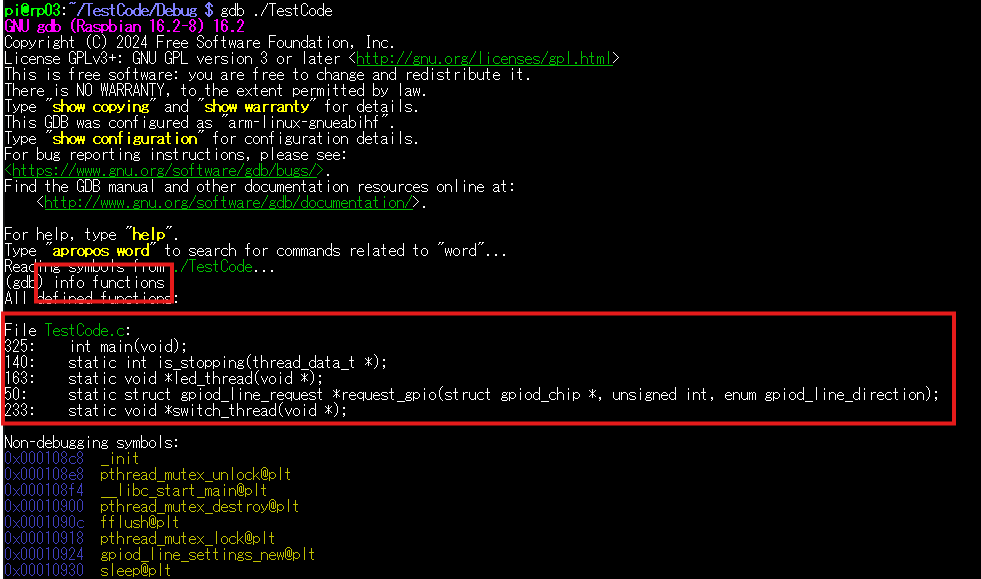 pi@rp03:~/TestCode/Debug $ gdb ./TestCode
GNU gdb (Raspbian 16.2-8) 16.2
Copyright (C) 2024 Free Software Foundation, Inc.
License GPLv3+: GNU GPL version 3 or later <http://gnu.org/licenses/gpl.html>
This is free software: you are free to change and redistribute it.
There is NO WARRANTY, to the extent permitted by law.
Type "show copying" and "show warranty" for details.
This GDB was configured as "arm-linux-gnueabihf".
Type "show configuration" for configuration details.
For bug reporting instructions, please see:
<https://www.gnu.org/software/gdb/bugs/>.
Find the GDB manual and other documentation resources online at:
    <http://www.gnu.org/software/gdb/documentation/>.

For help, type "help".
Type "apropos word" to search for commands related to "word"...
Reading symbols from ./TestCode...
(gdb) info functions
All defined functions:

File TestCode.c:
325:    int main(void);
140:    static int is_stopping(thread_data_t *);
163:    static void *led_thread(void *);
50:     static struct gpiod_line_request *request_gpio(struct gpiod_chip *, unsigned int, enum gpiod_line_direction);
233:    static void *switch_thread(void *);

Non-debugging symbols:
0x000108c8  _init
0x000108e8  pthread_mutex_unlock@plt
0x000108f4  __libc_start_main@plt
0x00010900  pthread_mutex_destroy@plt
0x0001090c  fflush@plt
0x00010918  pthread_mutex_lock@plt
0x00010924  gpiod_line_settings_new@plt
0x00010930  sleep@plt